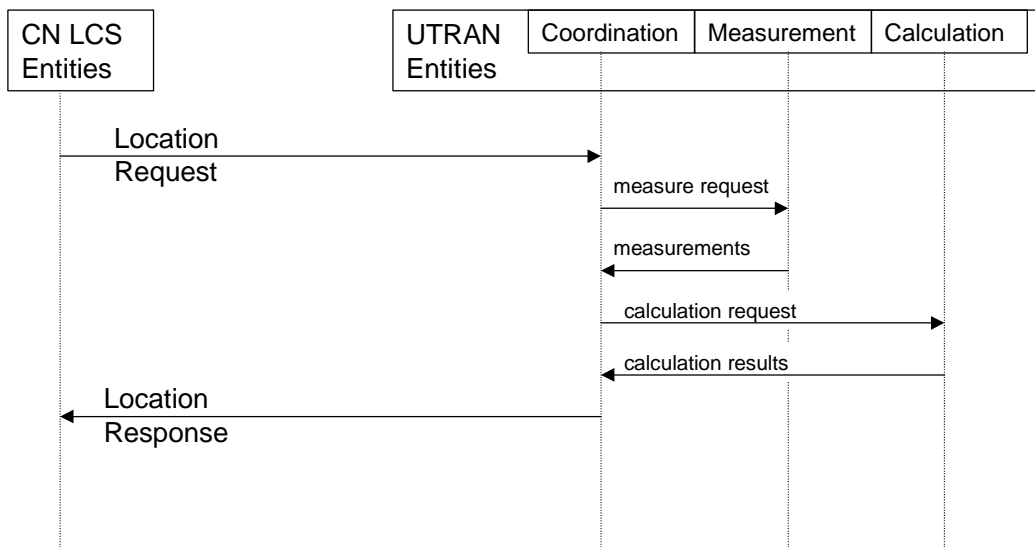 CN LCS
Entities
UTRAN
Entities
Coordination
Measurement
Calculation
Location
Request
measure request
measurements
calculation request
calculation results
Location
Response